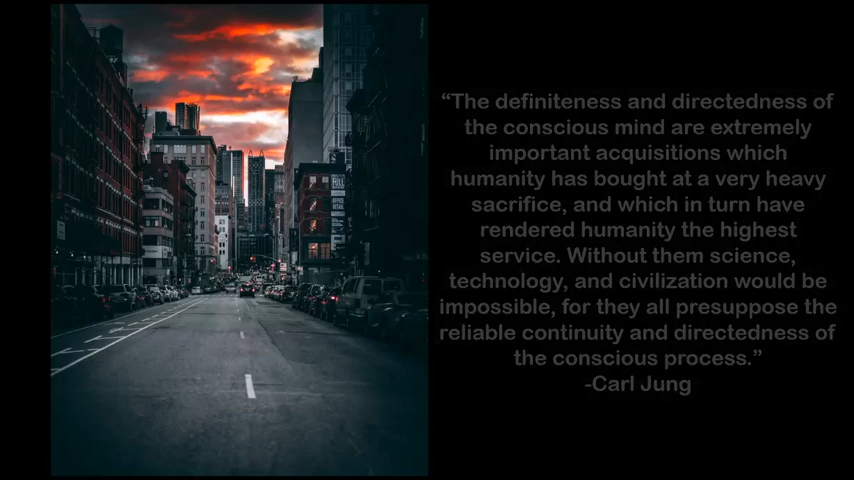 “The definiteness and directedness of
the conscious mind are extremely
important acquisitions which
humanity has bought at a very heavy
sacrifice, and which in turn have
rendered humanity the highest
service. Without them science,
technology, and civilization would be
impossible, for they all presuppose the
reliable continuity and directedness of
the conscious process.”
-Carl Jung